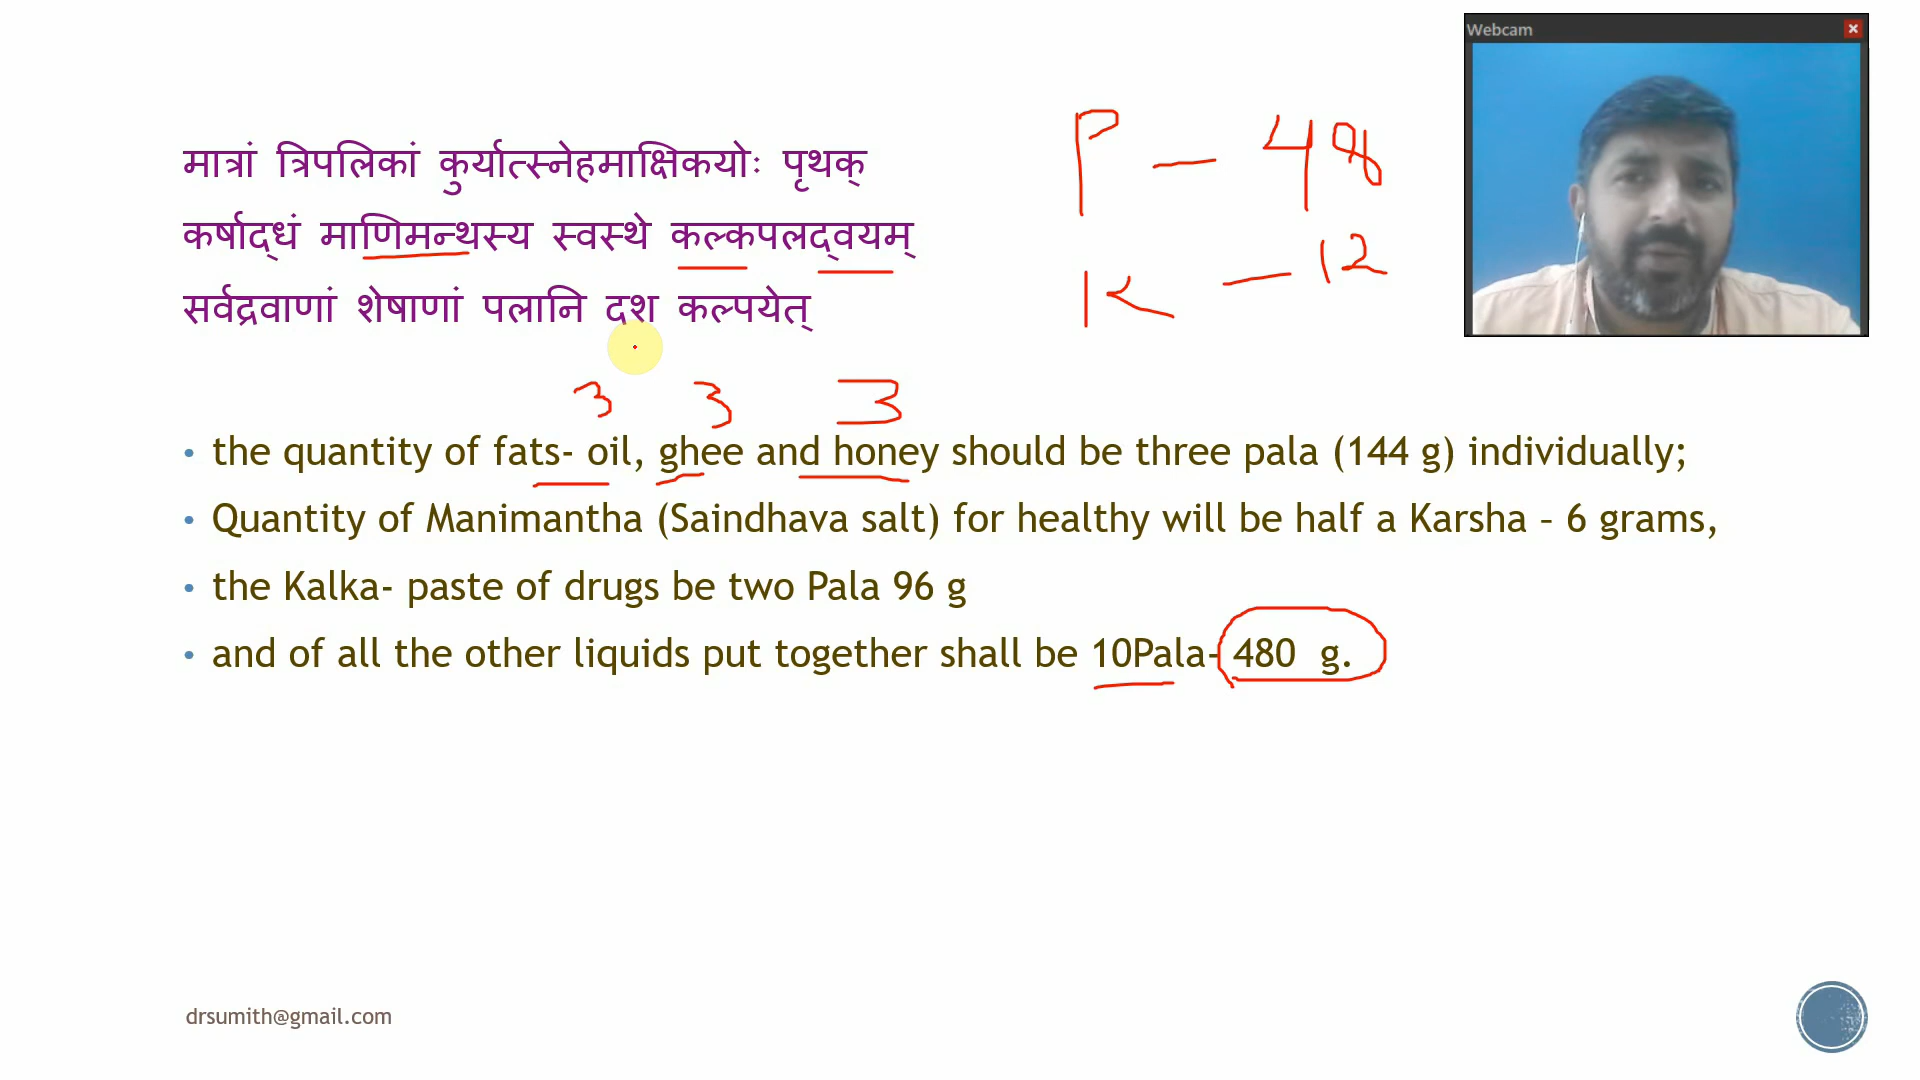 Webcam
मात्रां त्रिपलिकां कुर्यात्स्नेहमाक्षिकयोः पृथक्
कर्षाद्धं माणिमन्थस्य स्वस्थे कल्कपलद्वयम्
सर्वद्रवाणां शेषाणां पलानि दश कल्पयेत्
P — 48
K — 12
3 3 3
• the quantity of fats- oil, ghee and honey should be three pala (144 g) individually;
• Quantity of Manimantha (Saindhava salt) for healthy will be half a Karsha – 6 grams,
• the Kalka- paste of drugs be two Pala 96 g
• and of all the other liquids put together shall be 10Pala- 480 g.
drsumith@gmail.com